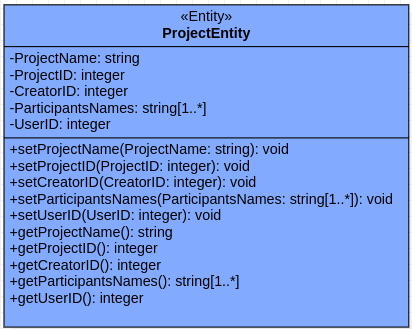 «Entity»
ProjectEntity
-ProjectName: string
-ProjectID: integer
-CreatorID: integer
-ParticipantsNames: string[1..*]
-UserID: integer
+setProjectName(ProjectName: string): void
+setProjectID(ProjectID: integer): void
+setCreatorID(CreatorID: integer): void
+setParticipantsNames(ParticipantsNames: string[1..*]): void
+setUserID(UserID: integer): void
+getProjectName(): string
+getProjectID(): integer
+getCreatorID(): integer
+getParticipantsNames(): string[1..*]
+getUserID(): integer